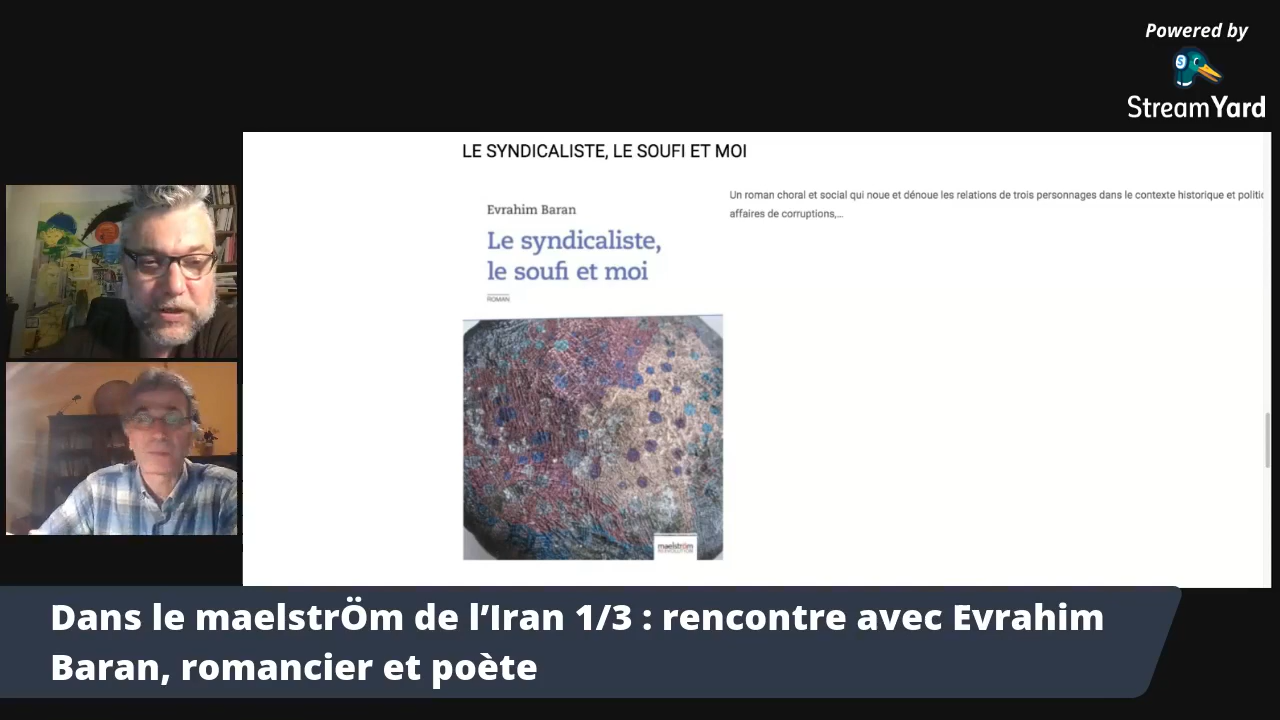 Powered by
StreamYard
LE SYNDICALISTE, LE SOUFI ET MOI
Un roman choral et social qui noue et dénoue les relations de trois personnages dans le contexte historique et politic
affaires de corruptions,...
Evrahim Baran
Le syndicaliste,
le soufi et moi
ROMAN
maelström
Dans le maelstrÖm de l’Iran 1/3 : rencontre avec Evrahim
Baran, romancier et poète